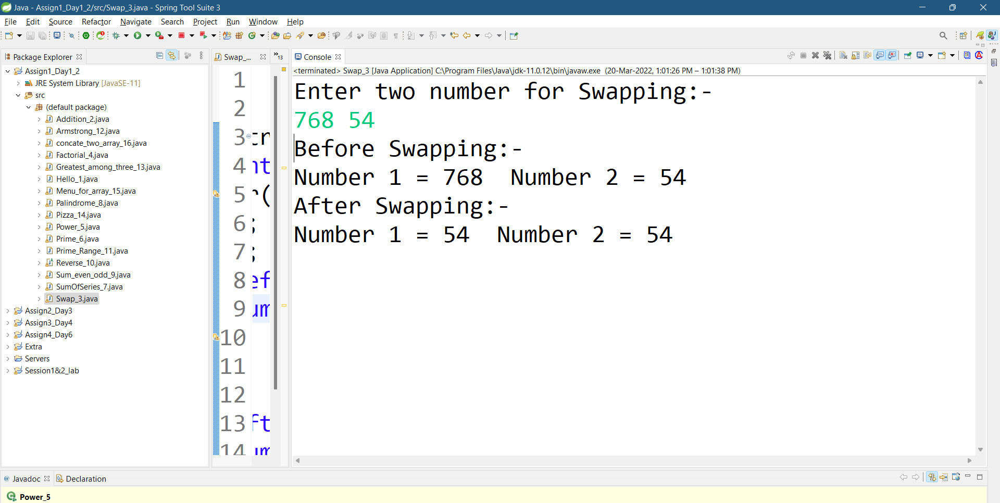 Java - Assign1_Day1_2/src/Swap_3.java - Spring Tool Suite 3
File Edit Source Refactor Navigate Search Project Run Window Help
Package Explorer
Assign1_Day1_2
JRE System Library [JavaSE-11]
src
(default package)
Addition_2.java
Armstrong_12.java
concate_two_array_16.java
Factorial_4.java
Greatest_among_three_13.java
Hello_1.java
Menu_for_array_15.java
Palindrome_8.java
Pizza_14.java
Power_5.java
Prime_6.java
Prime_Range_11.java
Reverse_10.java
Sum_even_odd_9.java
SumOfSeries_7.java
Swap_3.java
Assign2_Day3
Assign3_Day4
Assign4_Day6
Extra
Servers
Session1&2_lab
Swap_... »13
1
2
3
4 nt
5 r(
6 ;
7 ;
8 ef
9 um
10
11
12
13 ft
14 um
Console
<terminated> Swap_3 [Java Application] C:\Program Files\Java\jdk-11.0.12\bin\javaw.exe (20-Mar-2022, 1:01:26 PM – 1:01:38 PM)
Enter two number for Swapping:-
768 54
Before Swapping:-
Number 1 = 768  Number 2 = 54
After Swapping:-
Number 1 = 54  Number 2 = 54
@ Javadoc
Declaration
Power_5